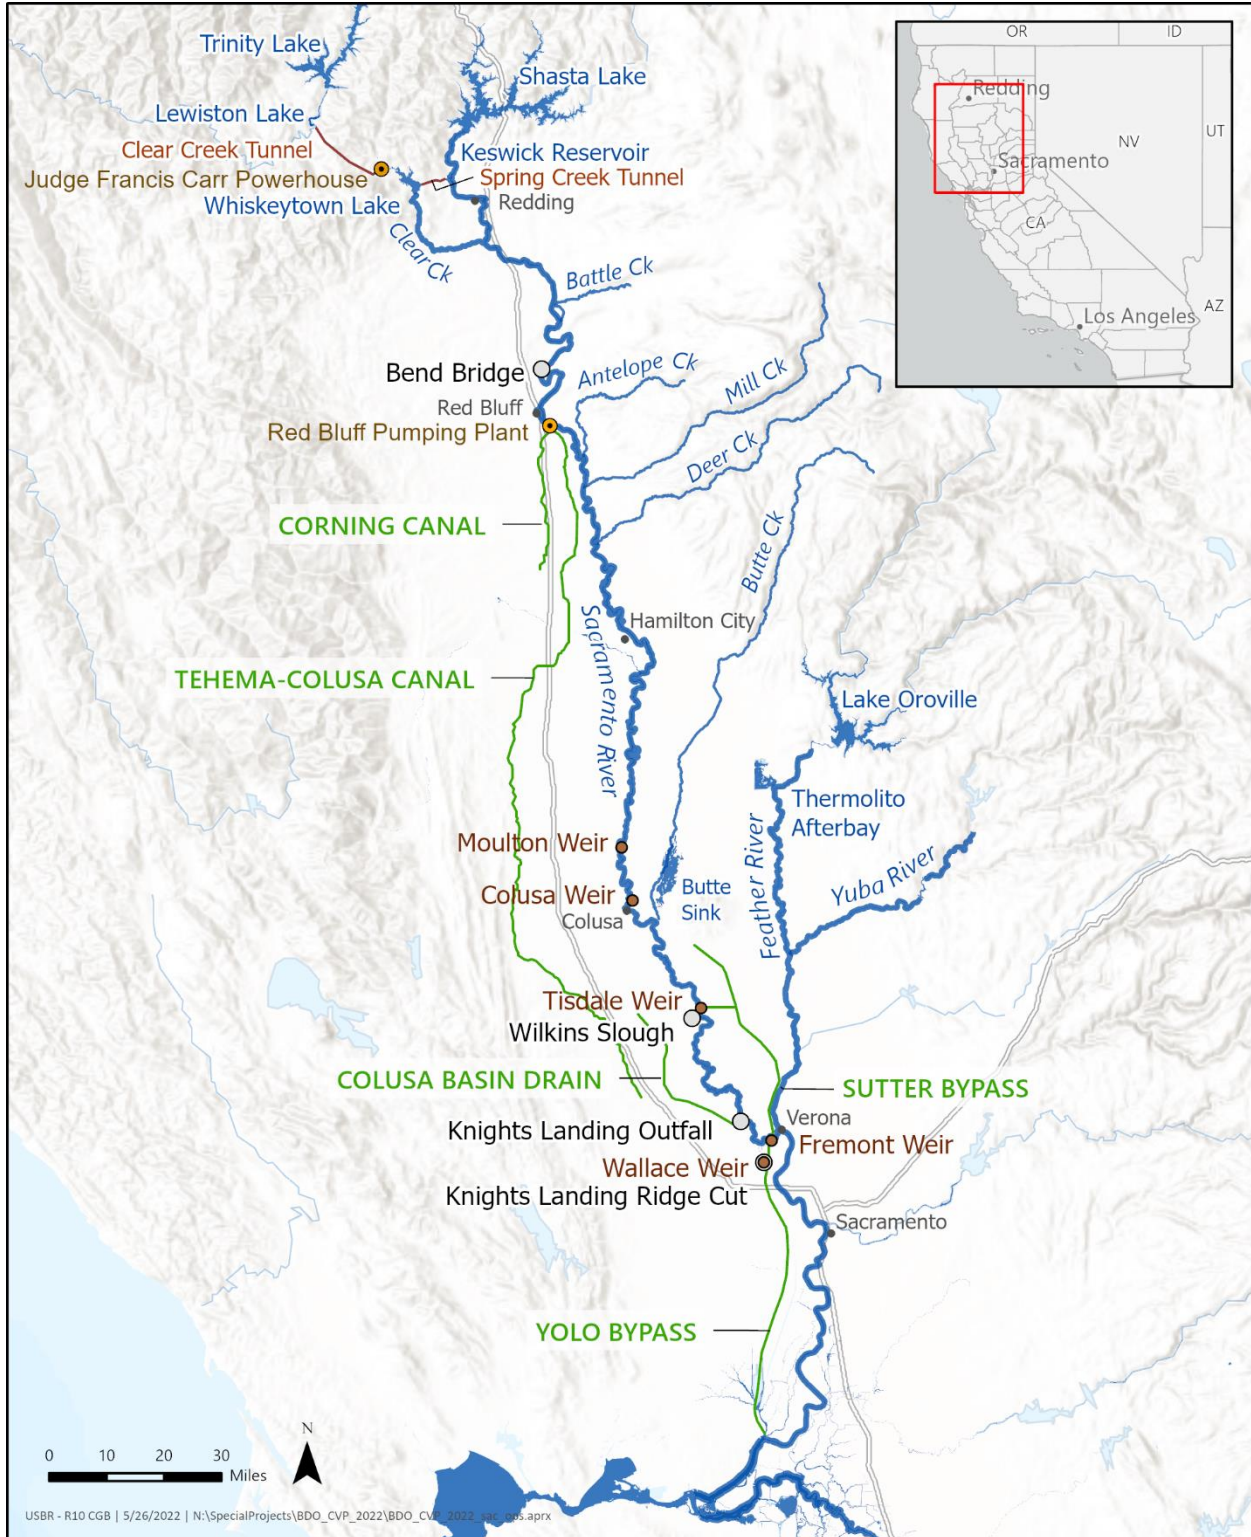 OR
ID
Trinity Lake
Shasta Lake
Redding
Lewiston Lake
NV
UT
Clear Creek Tunnel
Keswick Reservoir
Judge Francis Carr Powerhouse
Spring Creek Tunnel
Sacramento
Whiskeytown Lake
Redding
CA
Clear Ck
Battle Ck
AZ
Los Angeles
Bend Bridge
Antelope Ck
Mill Ck
Red Bluff
Red Bluff Pumping Plant
Deer Ck
CORNING CANAL
Butte Ck
Sacramento River
Hamilton City
TEHEMA-COLUSA CANAL
Lake Oroville
Thermolito
Afterbay
Feather River
Moulton Weir
Yuba River
Colusa Weir
Butte
Sink
Colusa
Tisdale Weir
Wilkins Slough
COLUSA BASIN DRAIN
SUTTER BYPASS
Verona
Knights Landing Outfall
Fremont Weir
Wallace Weir
Knights Landing Ridge Cut
Sacramento
YOLO BYPASS
N
0 10 20 30
Miles
USBR - R10 CGB | 5/26/2022 | N:\SpecialProjects\BDO_CVP_2022\BDO_CVP_2022_sac_ops.aprx